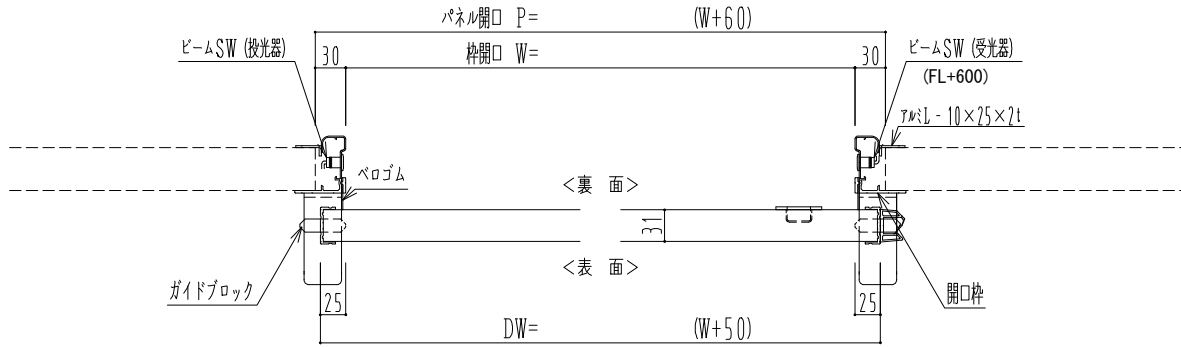 パネル開口 P= (W+60)
ビームSW (投光器)
30
枠開口 W=
30
ビームSW (受光器)
(FL+600)
アルミL - 10×25×2t
ベロゴム
<裏 面>
31
<表 面>
ガイドブロック
25
25
開口枠
DW= (W+50)